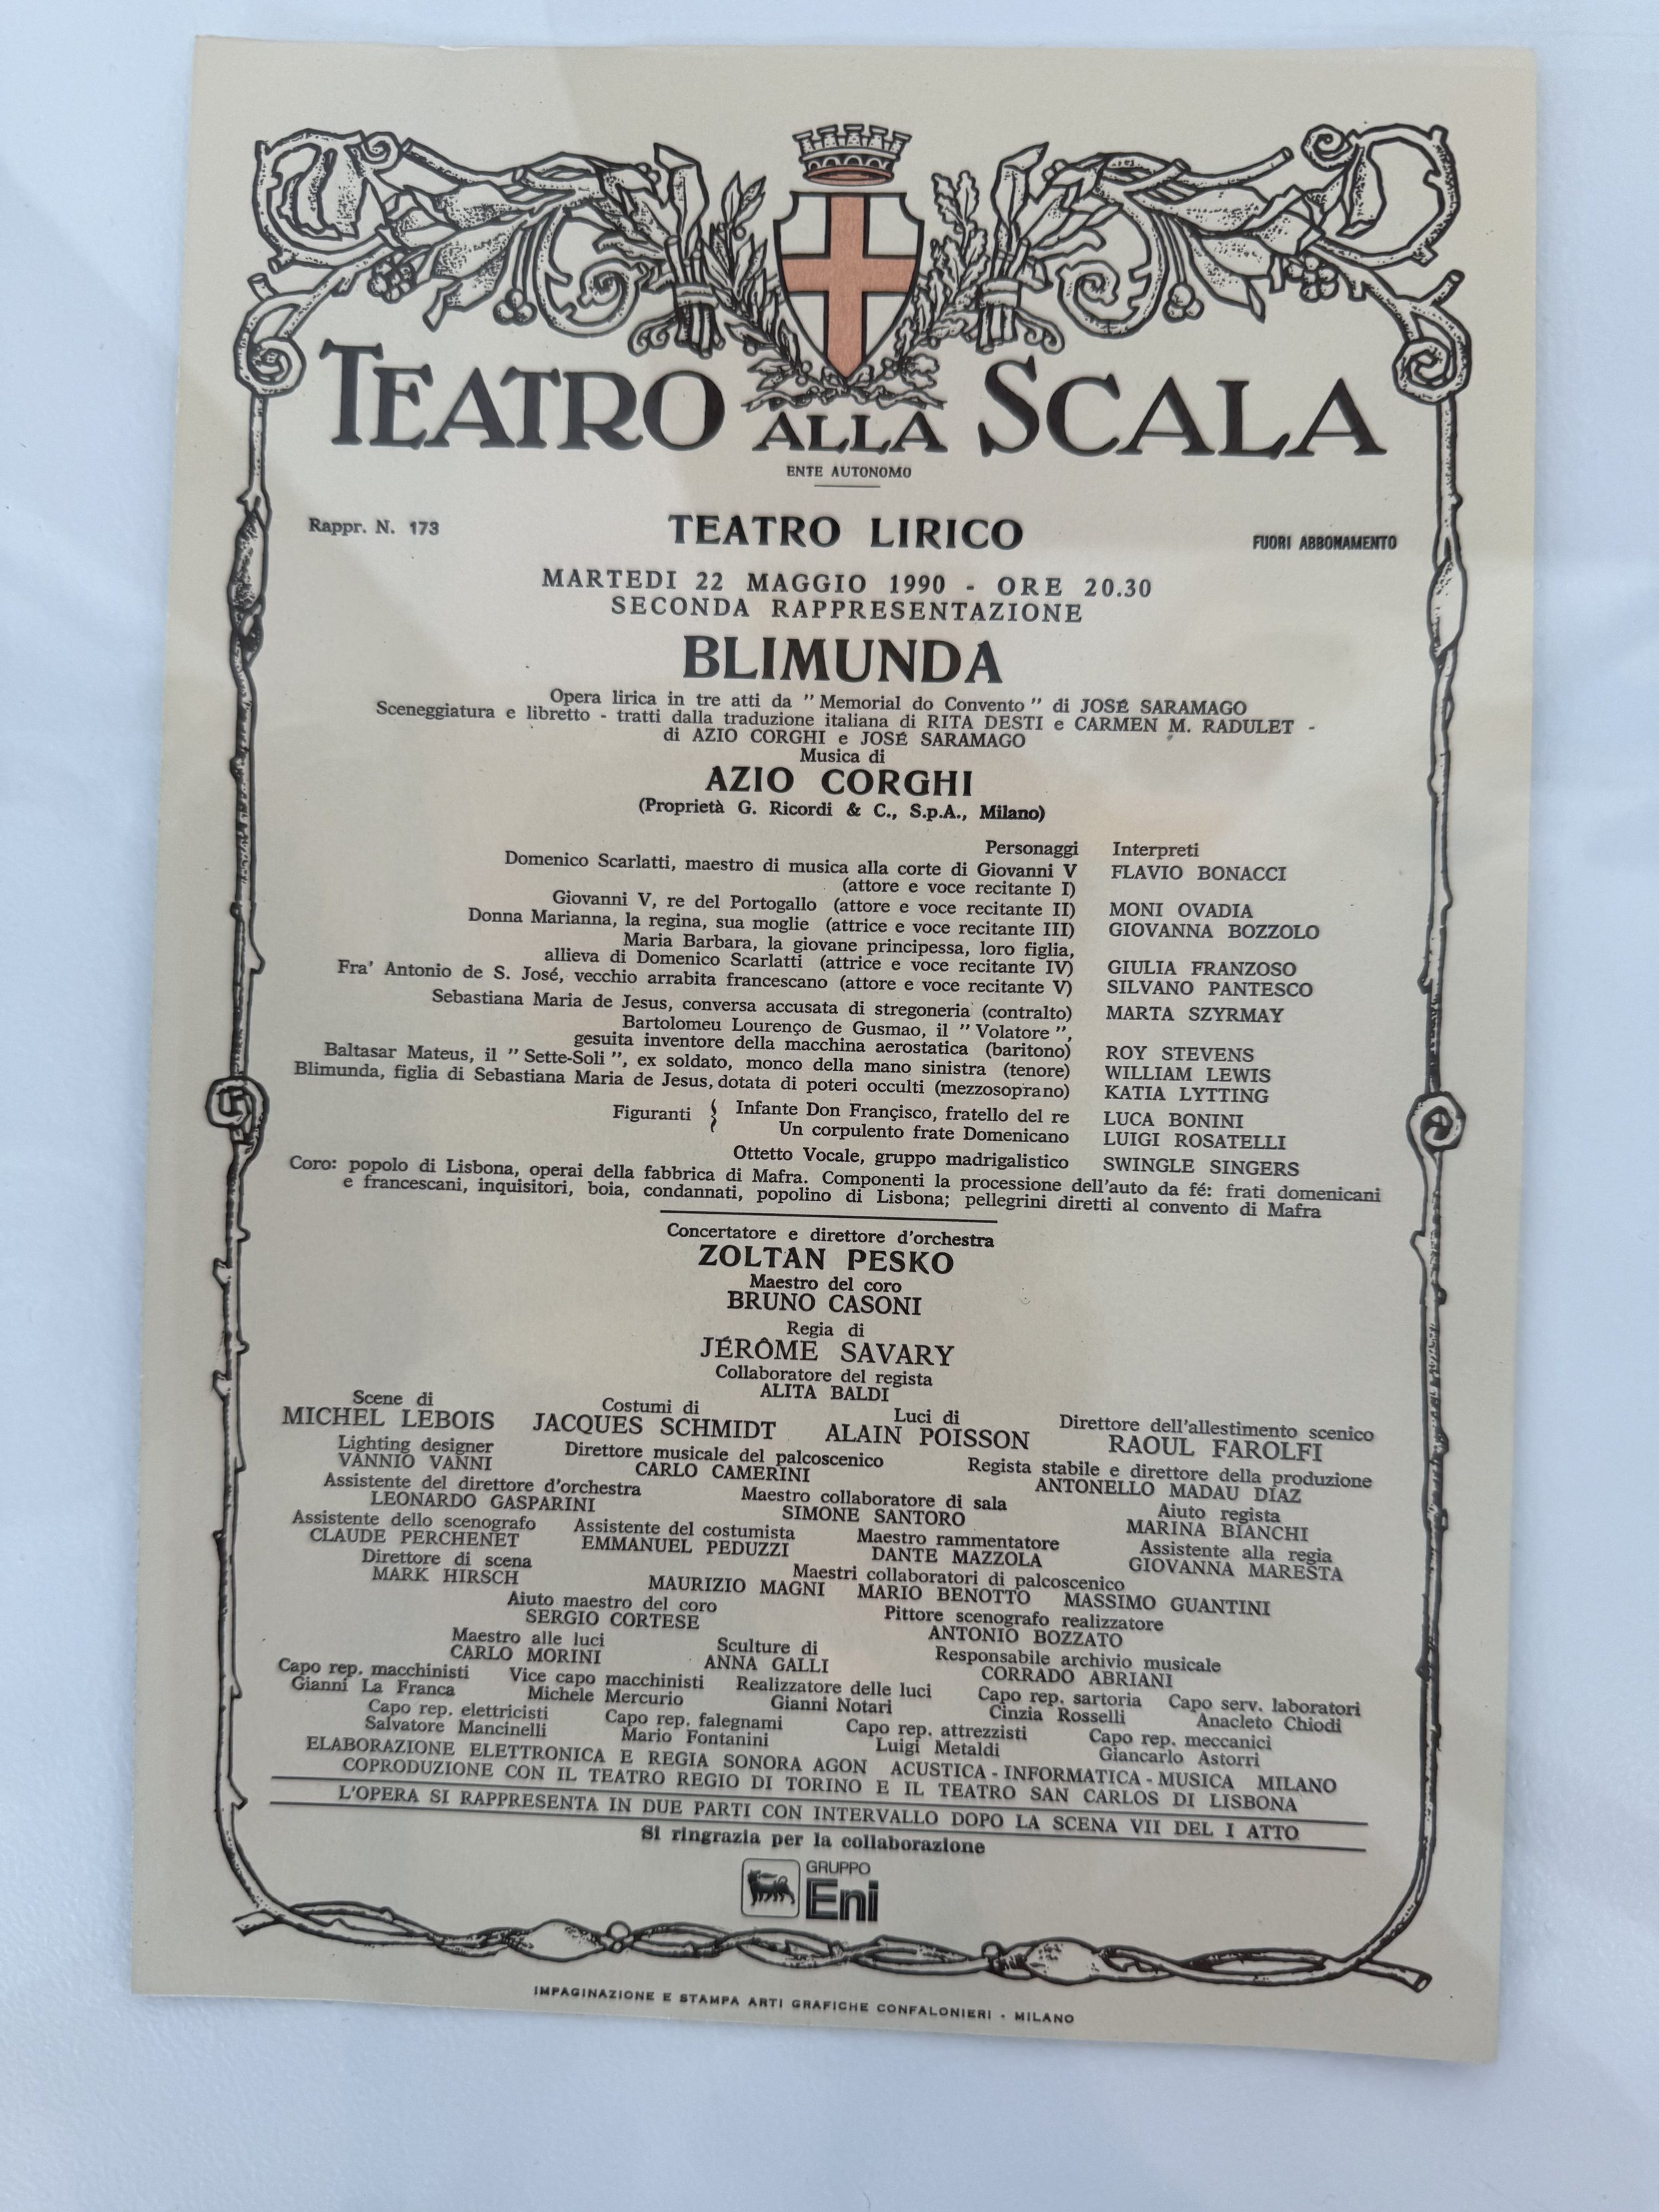 TEATRO ALLA SCALA
ENTE AUTONOMO
Rappr. N. 173 TEATRO LIRICO FUORI ABBONAMENTO
MARTEDI 22 MAGGIO 1990 - ORE 20.30
SECONDA RAPPRESENTAZIONE
BLIMUNDA
Opera lirica in tre atti da "Memorial do Convento" di JOSÉ SARAMAGO
Sceneggiatura e libretto - tratti dalla traduzione italiana di RITA DESTI e CARMEN M. RADULET -
di AZIO CORGHI e JOSÉ SARAMAGO
Musica di
AZIO CORGHI
(Proprietà G. Ricordi & C., S.p.A., Milano)
Personaggi Interpreti
Domenico Scarlatti, maestro di musica alla corte di Giovanni V FLAVIO BONACCI
(attore e voce recitante I)
Giovanni V, re del Portogallo (attore e voce recitante II) MONI OVADIA
Donna Marianna, la regina, sua moglie (attrice e voce recitante III) GIOVANNA BOZZOLO
Maria Barbara, la giovane principessa, loro figlia,
allieva di Domenico Scarlatti (attrice e voce recitante IV) GIULIA FRANZOSO
Fra' Antonio de S. José, vecchio arrabita francescano (attore e voce recitante V) SILVANO PANTESCO
Sebastiana Maria de Jesus, conversa accusata di stregoneria (contralto) MARTA SZYRMAY
Bartolomeu Lourenço de Gusmao, il "Volatore",
gesuita inventore della macchina aerostatica (baritono) ROY STEVENS
Baltasar Mateus, il "Sette-Soli", ex soldato, monco della mano sinistra (tenore) WILLIAM LEWIS
Blimunda, figlia di Sebastiana Maria de Jesus, dotata di poteri occulti (mezzosoprano) KATIA LYTTING
Figuranti Infante Don Françisco, fratello del re LUCA BONINI
Un corpulento frate Domenicano LUIGI ROSATELLI
Ottetto Vocale, gruppo madrigalistico SWINGLE SINGERS
Coro: popolo di Lisbona, operai della fabbrica di Mafra. Componenti la processione dell'auto da fé: frati domenicani
e francescani, inquisitori, boia, condannati, popolino di Lisbona; pellegrini diretti al convento di Mafra
Concertatore e direttore d'orchestra
ZOLTAN PESKO
Maestro del coro
BRUNO CASONI
Regia di
JÉRÔME SAVARY
Collaboratore del regista
ALITA BALDI
Scene di Costumi di Luci di Direttore dell'allestimento scenico
MICHEL LEBOIS JACQUES SCHMIDT ALAIN POISSON RAOUL FAROLFI
Lighting designer Direttore musicale del palcoscenico Regista stabile e direttore della produzione
VANNIO VANNI CARLO CAMERINI ANTONELLO MADAU DIAZ
Assistente del direttore d'orchestra Maestro collaboratore di sala Aiuto regista
LEONARDO GASPARINI SIMONE SANTORO MARINA BIANCHI
Assistente dello scenografo Assistente del costumista Maestro rammentatore Assistente alla regia
CLAUDE PERCHENET EMMANUEL PEDUZZI DANTE MAZZOLA GIOVANNA MARESTA
Direttore di scena Maestri collaboratori di palcoscenico
MARK HIRSCH MAURIZIO MAGNI MARIO BENOTTO MASSIMO GUANTINI
Aiuto maestro del coro Pittore scenografo realizzatore
SERGIO CORTESE ANTONIO BOZZATO
Maestro alle luci Sculture di Responsabile archivio musicale
CARLO MORINI ANNA GALLI CORRADO ABRIANI
Capo rep. macchinisti Vice capo macchinisti Realizzatore delle luci Capo rep. sartoria Capo serv. laboratori
Gianni La Franca Michele Mercurio Gianni Notari Cinzia Rosselli Anacleto Chiodi
Capo rep. elettricisti Capo rep. falegnami Capo rep. attrezzisti Capo rep. meccanici
Salvatore Mancinelli Mario Fontanini Luigi Metaldi Giancarlo Astorri
ELABORAZIONE ELETTRONICA E REGIA SONORA AGON ACUSTICA - INFORMATICA - MUSICA MILANO
COPRODUZIONE CON IL TEATRO REGIO DI TORINO E IL TEATRO SAN CARLOS DI LISBONA
L'OPERA SI RAPPRESENTA IN DUE PARTI CON INTERVALLO DOPO LA SCENA VII DEL I ATTO
Si ringrazia per la collaborazione
GRUPPO
Eni
IMPAGINAZIONE E STAMPA ARTI GRAFICHE CONFALONIERI - MILANO